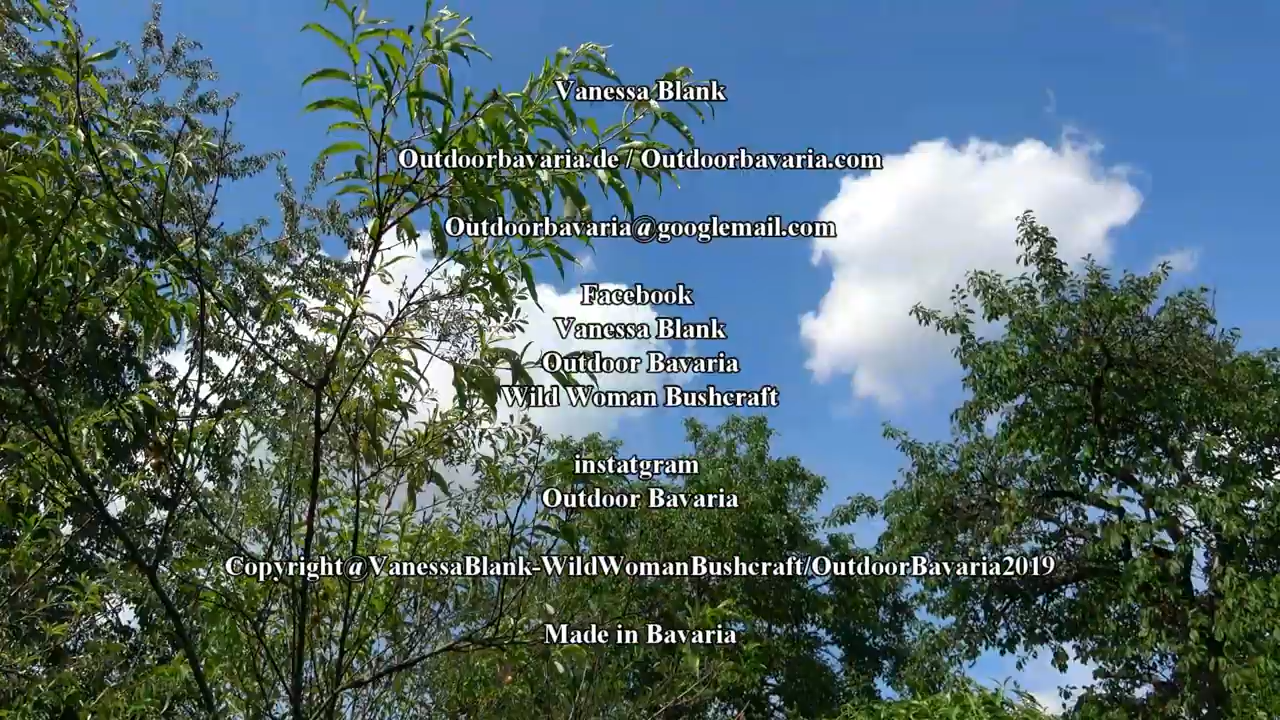 Vanessa Blank
Outdoorbavaria.de / Outdoorbavaria.com
Outdoorbavaria@googlemail.com
Facebook
Vanessa Blank
Outdoor Bavaria
Wild Woman Bushcraft
instatgram
Outdoor Bavaria
Copyright@VanessaBlank-WildWomanBushcraft/OutdoorBavaria2019
Made in Bavaria